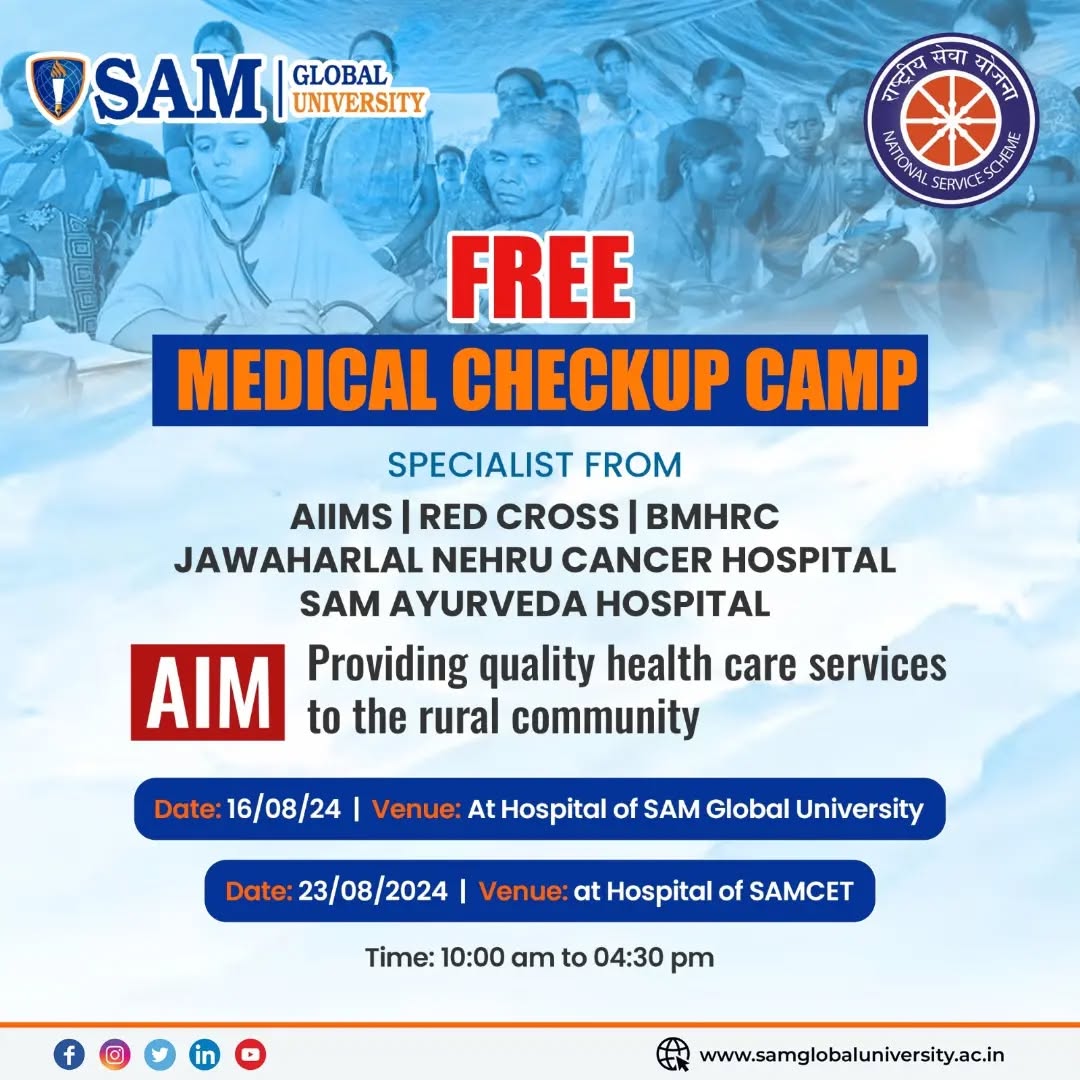 SAM GLOBAL
UNIVERSITY
राष्ट्रीय सेवा योजना
NATIONAL SERVICE SCHEME
FREE
MEDICAL CHECKUP CAMP
SPECIALIST FROM
AIIMS | RED CROSS | BMHRC
JAWAHARLAL NEHRU CANCER HOSPITAL
SAM AYURVEDA HOSPITAL
AIM Providing quality health care services
to the rural community
Date: 16/08/24 | Venue: At Hospital of SAM Global University
Date: 23/08/2024 | Venue: at Hospital of SAMCET
Time: 10:00 am to 04:30 pm
www.samglobaluniversity.ac.in